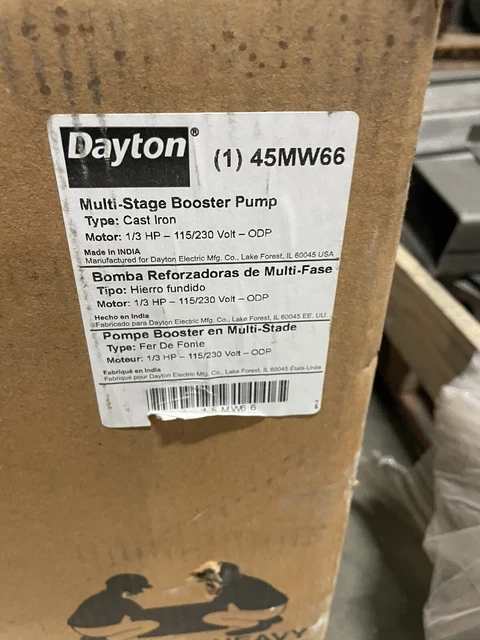 Dayton®
(1) 45MW66
Multi-Stage Booster Pump
Type: Cast Iron
Motor: 1/3 HP – 115/230 Volt – ODP
Made in INDIA
Manufactured for Dayton Electric Mfg. Co., Lake Forest, IL 60045 USA
Bomba Reforzadoras de Multi-Fase
Tipo: Hierro fundido
Motor: 1/3 HP – 115/230 Volt – ODP
Hecho en India
Fabricado para Dayton Electric Mfg. Co., Lake Forest, IL 60045 EE. UU.
Pompe Booster en Multi-Stade
Type: Fer De Fonte
Moteur: 1/3 HP – 115/230 Volt – ODP
Fabriqué en India
Fabriqué pour Dayton Electric Mfg. Co., Lake Forest, IL 60045 États-Unis
45MW66